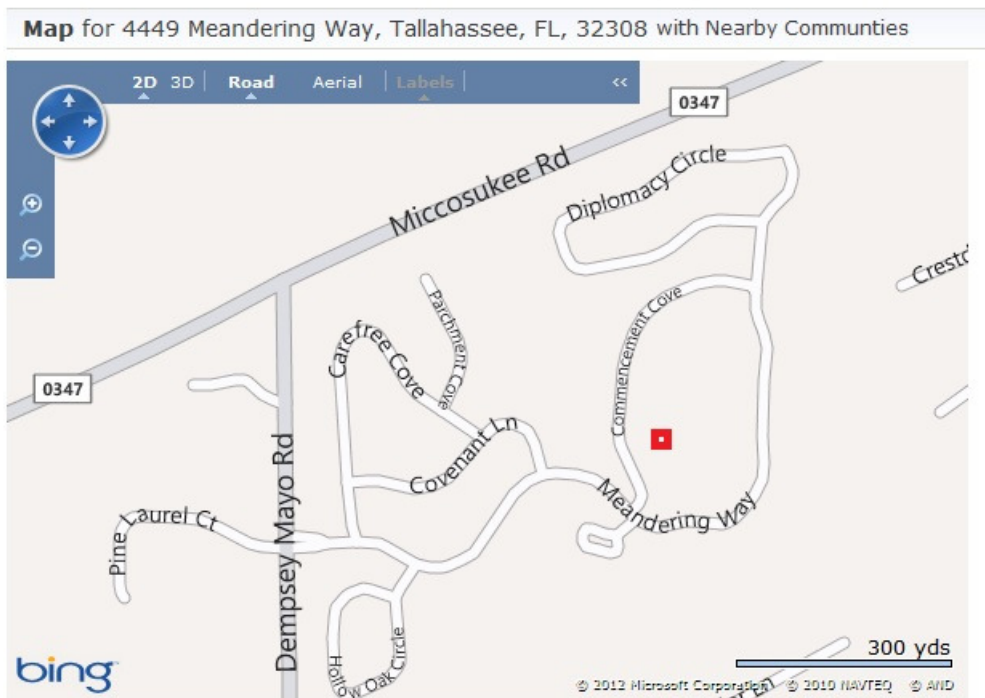 Map for 4449 Meandering Way, Tallahassee, FL, 32308 with Nearby Communties
2D 3D Road Aerial Labels <<
0347
Miccosukee Rd
Diplomacy Circle
Crestd
Parchment Cove
Commencement Cove
Carefree Cove
0347
Covenant Ln
Dempsey Mayo Rd
Meandering Way
Pine Laurel Ct
Hollow Oak Circle
300 yds
bing
© 2012 Microsoft Corporation © 2010 NAVTEQ © AND